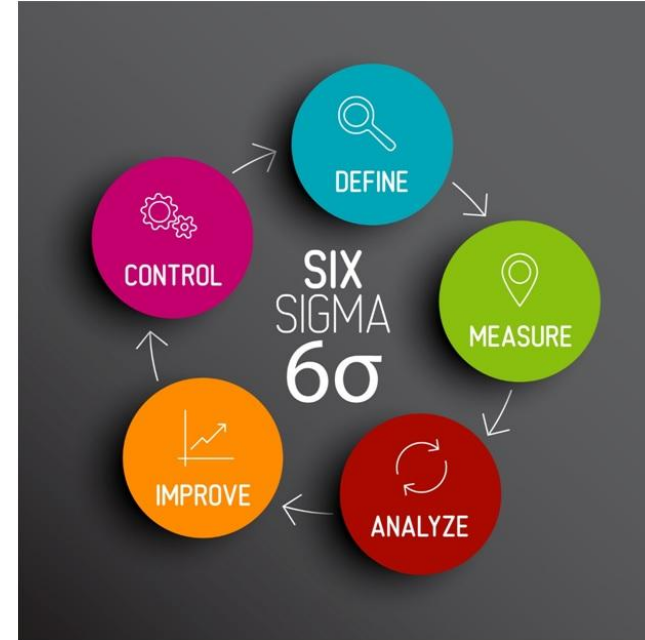 DEFINE
MEASURE
ANALYZE
IMPROVE
CONTROL
SIX
SIGMA
6σ